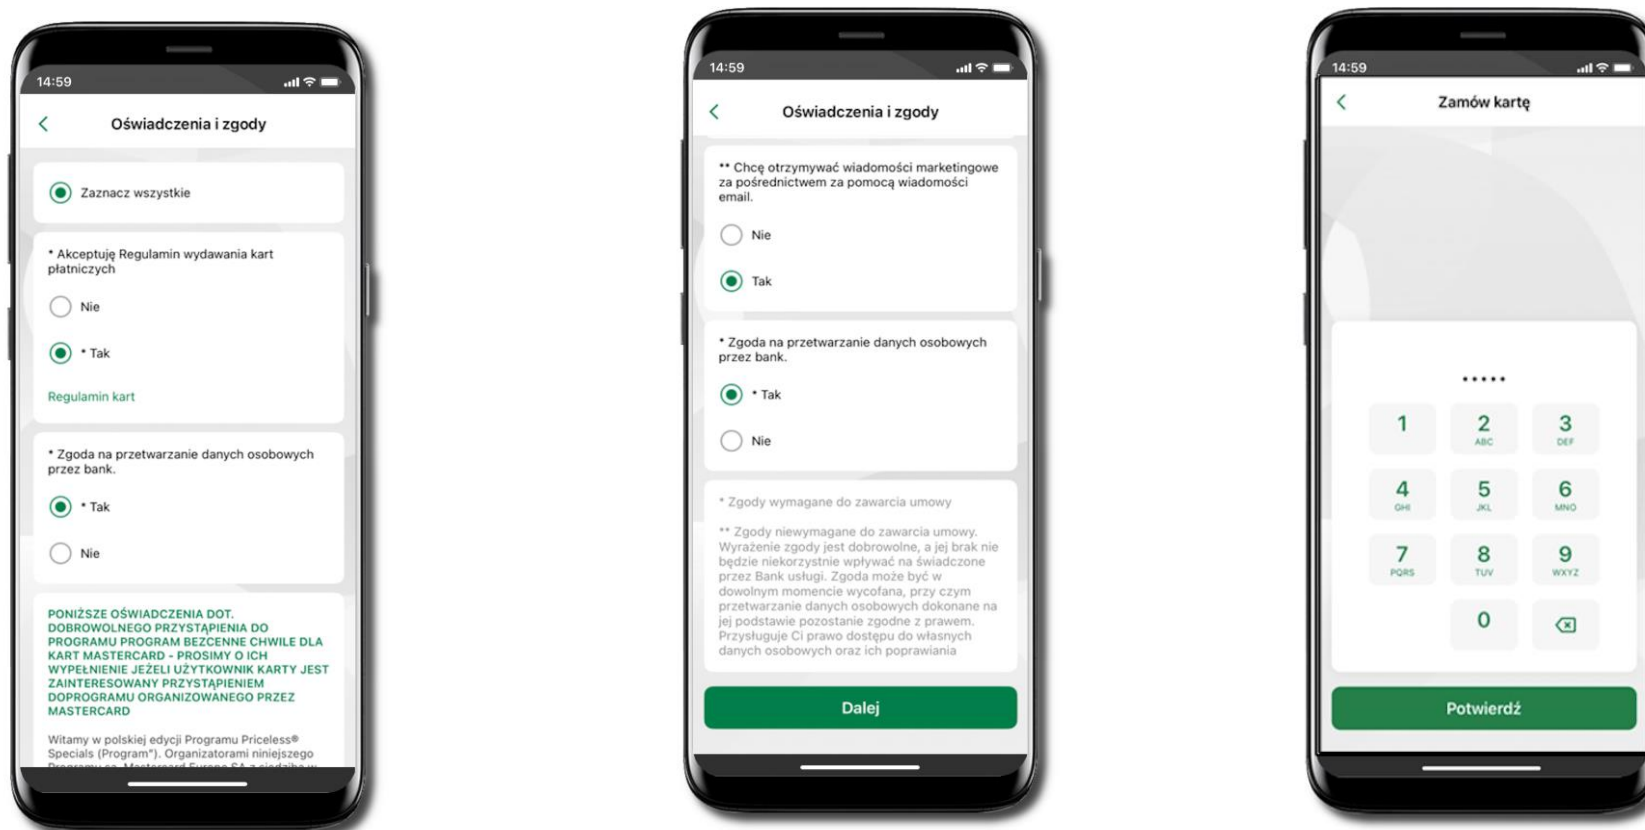 14:59
Oświadczenia i zgody
Zaznacz wszystkie
* Akceptuję Regulamin wydawania kart
płatniczych
Nie
* Tak
Regulamin kart
* Zgoda na przetwarzanie danych osobowych
przez bank.
* Tak
Nie
PONIŻSZE OŚWIADCZENIA DOT.
DOBROWOLNEGO PRZYSTĄPIENIA DO
PROGRAMU PROGRAM BEZCENNE CHWILE DLA
KART MASTERCARD - PROSIMY O ICH
WYPEŁNIENIE JEŻELI UŻYTKOWNIK KARTY JEST
ZAINTERESOWANY PRZYSTĄPIENIEM
DOPROGRAMU ORGANIZOWANEGO PRZEZ
MASTERCARD
Witamy w polskiej edycji Programu Priceless®
Specials (Program"). Organizatorami niniejszego
14:59
Oświadczenia i zgody
** Chcę otrzymywać wiadomości marketingowe
za pośrednictwem za pomocą wiadomości
email.
Nie
Tak
* Zgoda na przetwarzanie danych osobowych
przez bank.
* Tak
Nie
* Zgody wymagane do zawarcia umowy
** Zgody niewymagane do zawarcia umowy.
Wyrażenie zgody jest dobrowolne, a jej brak nie
będzie niekorzystnie wpływać na świadczone
przez Bank usługi. Zgoda może być w
dowolnym momencie wycofana, przy czym
przetwarzanie danych osobowych dokonane na
jej podstawie pozostanie zgodne z prawem.
Przysługuje Ci prawo dostępu do własnych
danych osobowych oraz ich poprawiania
Dalej
14:59
Zamów kartę
1 2 3
ABC DEF
4 5 6
GHI JKL MNO
7 8 9
PQRS TUV WXYZ
0
Potwierdź